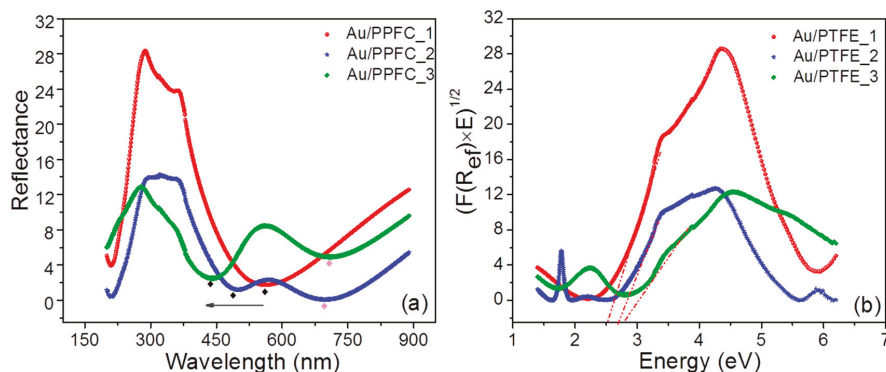 32
28
24
20
16
12
8
4
0
Reflectance
Au/PPFC_1
Au/PPFC_2
Au/PPFC_3
(a)
150 300 450 600 750 900
Wavelength (nm)
32
28
24
20
16
12
8
4
0
(F(Ref)×E)1/2
Au/PTFE_1
Au/PTFE_2
Au/PTFE_3
(b)
1 2 3 4 5 6 7
Energy (eV)